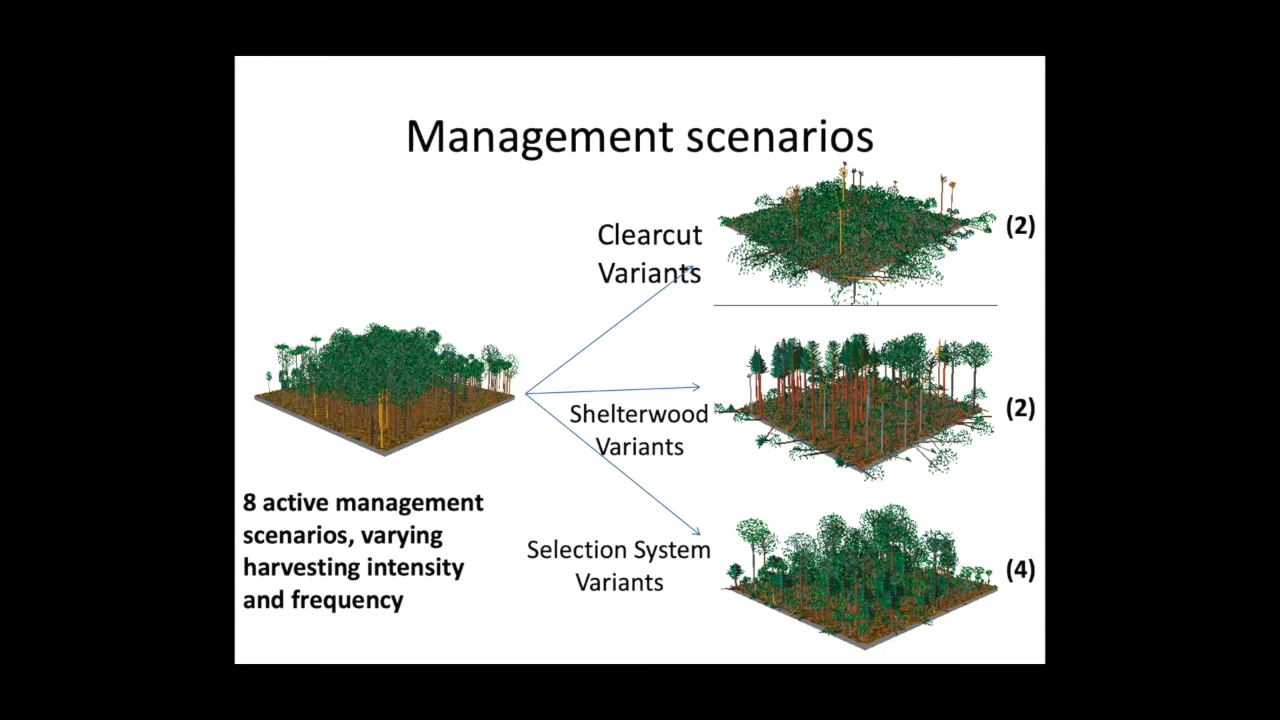 Management scenarios
Clearcut
Variants
(2)
Shelterwood
Variants
(2)
8 active management
scenarios, varying
harvesting intensity
and frequency
Selection System
Variants
(4)